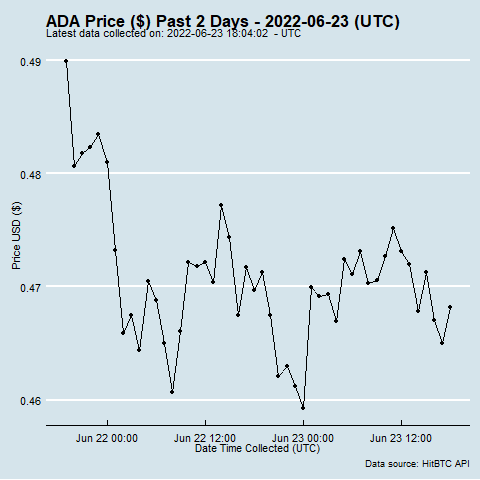 ADA Price ($) Past 2 Days - 2022-06-23 (UTC)
Latest data collected on: 2022-06-23 18:04:02  - UTC
0.49
0.48
0.47
0.46
Price USD ($)
Jun 22 00:00 Jun 22 12:00 Jun 23 00:00 Jun 23 12:00
Date Time Collected (UTC)
Data source: HitBTC API